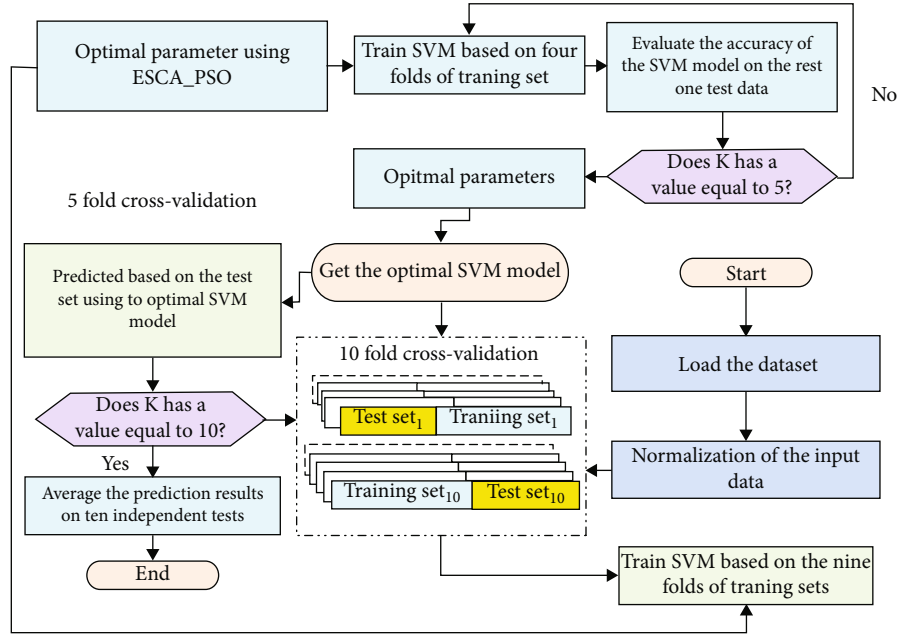 Optimal parameter using
ESCA_PSO
Train SVM based on four
folds of traning set
Evaluate the accuracy of
the SVM model on the rest
one test data
No
Does K has a
value equal to 5?
Opitmal parameters
5 fold cross-validation
Get the optimal SVM model
Predicted based on the test
set using to optimal SVM
model
Start
Load the dataset
Normalization of the input
data
10 fold cross-validation
Test set1
Traniing set1
Training set10
Test set10
Does K has a
value equal to 10?
Yes
Average the prediction results
on ten independent tests
End
Train SVM based on the nine
folds of traning sets